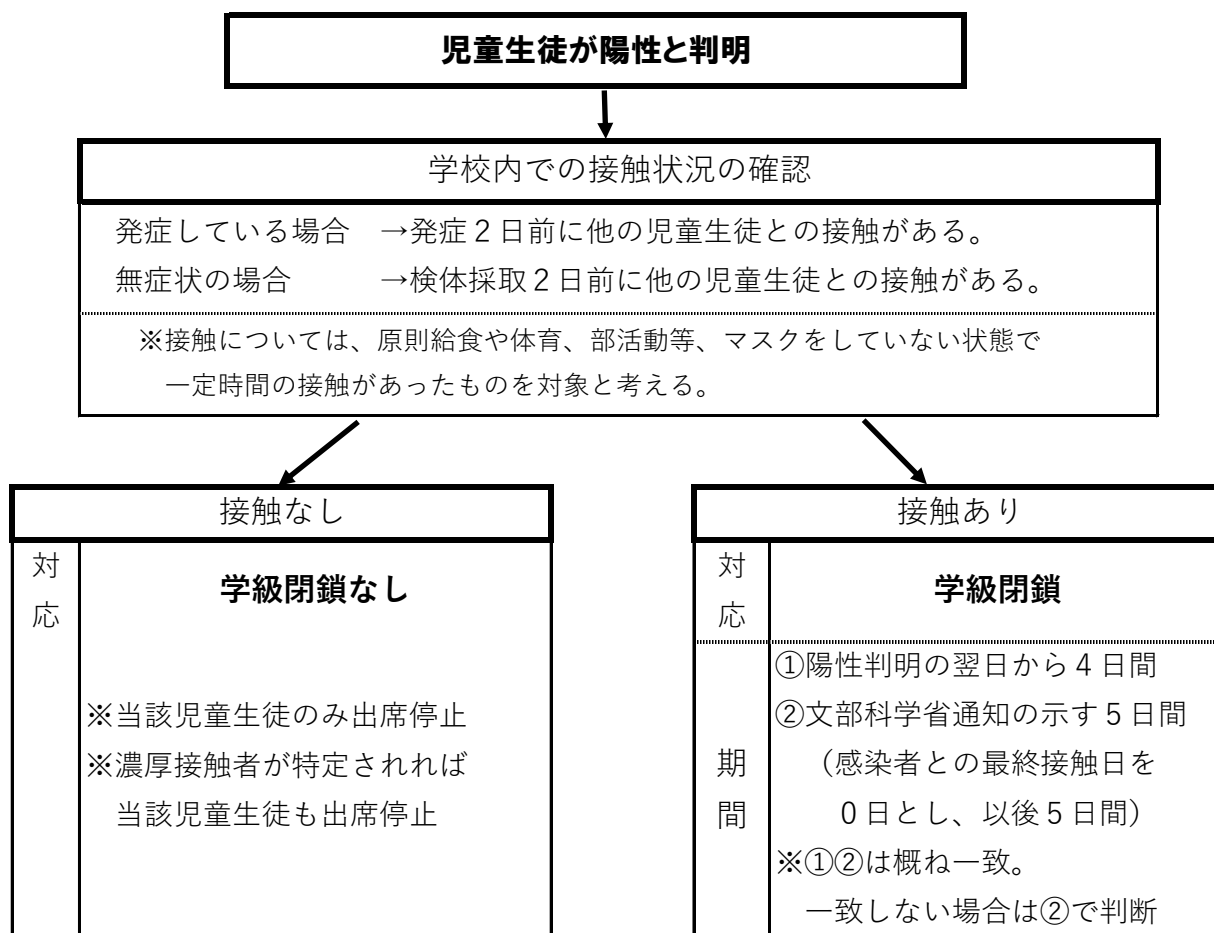 児童生徒が陽性と判明
学校内での接触状況の確認
発症している場合 →発症２日前に他の児童生徒との接触がある。
無症状の場合 →検体採取２日前に他の児童生徒との接触がある。
※接触については、原則給食や体育、部活動等、マスクをしていない状態で
一定時間の接触があったものを対象と考える。
接触なし
対応
学級閉鎖なし
※当該児童生徒のみ出席停止
※濃厚接触者が特定されれば
当該児童生徒も出席停止
接触あり
対応
学級閉鎖
期間
①陽性判明の翌日から４日間
②文部科学省通知の示す５日間
（感染者との最終接触日を
０日とし、以後５日間）
※①②は概ね一致。
一致しない場合は②で判断